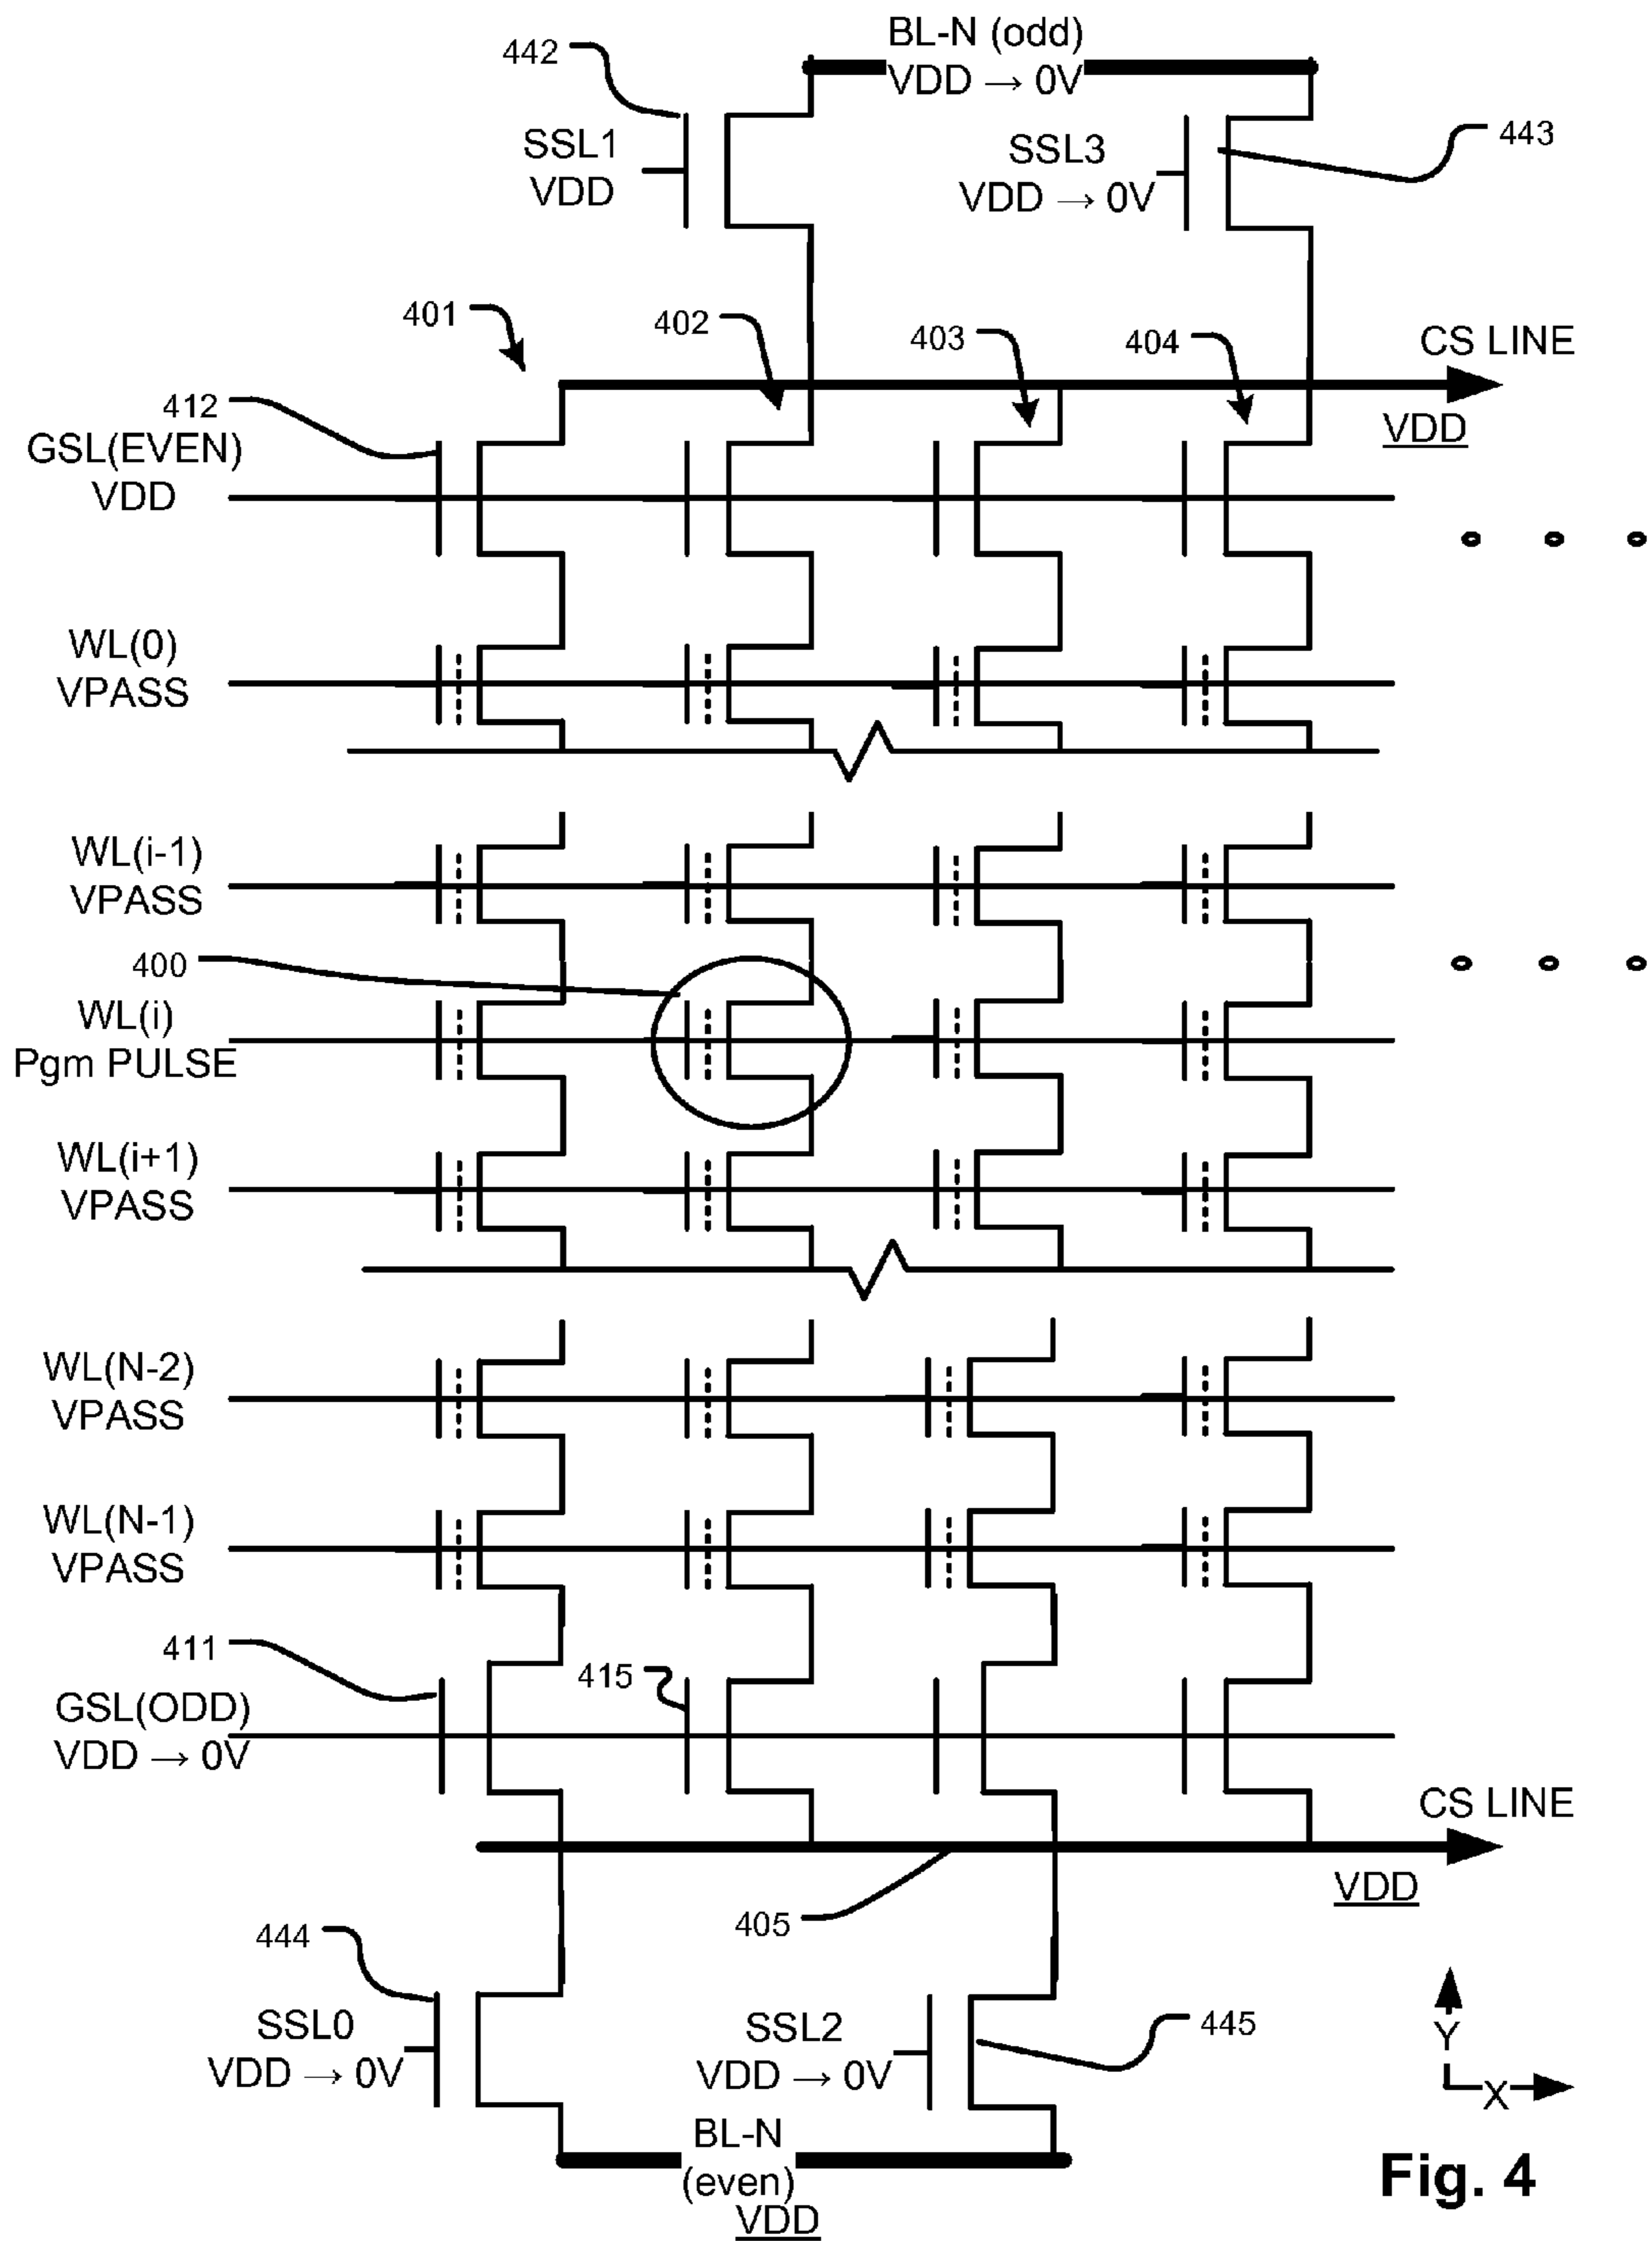 BL-N (odd)
VDD → 0V
442
443
SSL1
VDD
SSL3
VDD → 0V
401
402
403
404
CS LINE
VDD
412
GSL(EVEN)
VDD
WL(0)
VPASS
WL(i-1)
VPASS
400
WL(i)
Pgm PULSE
WL(i+1)
VPASS
WL(N-2)
VPASS
WL(N-1)
VPASS
411
415
GSL(ODD)
VDD → 0V
CS LINE
VDD
405
444
SSL0
VDD → 0V
SSL2
VDD → 0V
445
Y
X
BL-N
(even)
VDD
Fig. 4